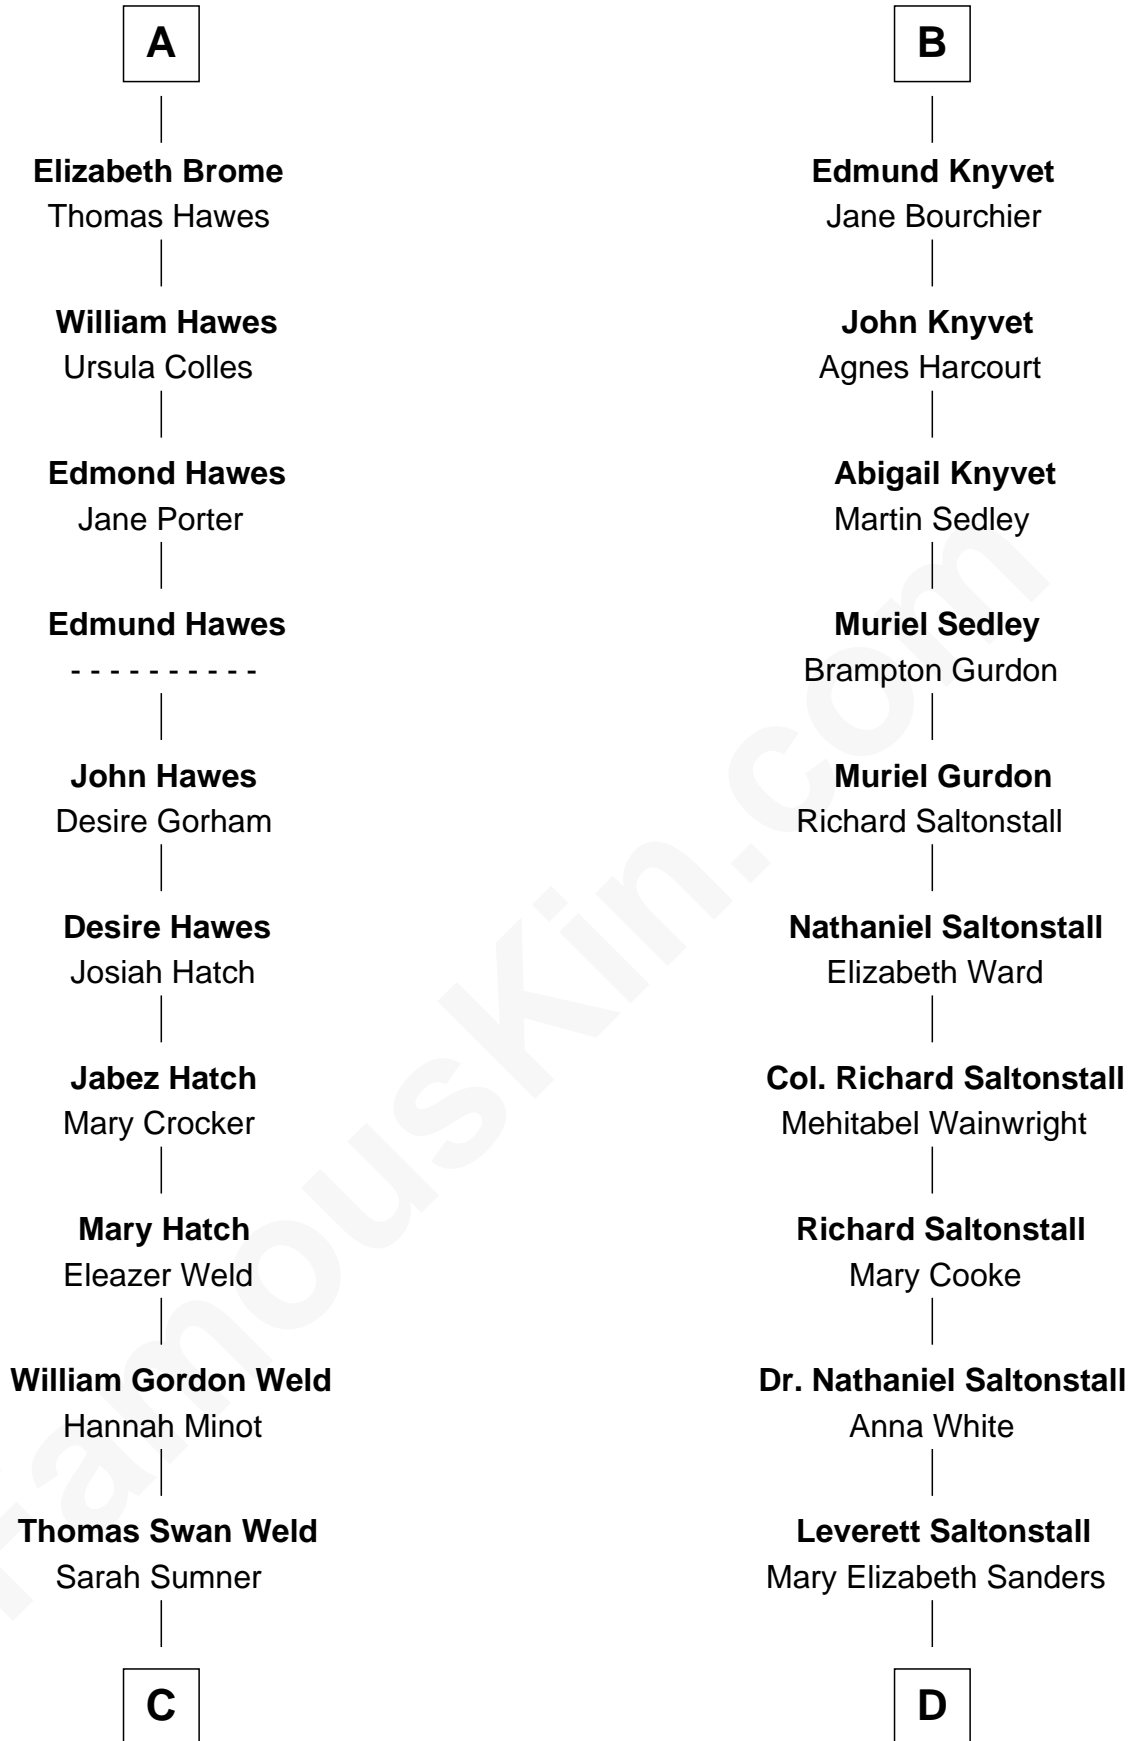 A
Elizabeth Brome
Thomas Hawes
William Hawes
Ursula Colles
Edmond Hawes
Jane Porter
Edmund Hawes
- - - - - - - - - -
John Hawes
Desire Gorham
Desire Hawes
Josiah Hatch
Jabez Hatch
Mary Crocker
Mary Hatch
Eleazer Weld
William Gordon Weld
Hannah Minot
Thomas Swan Weld
Sarah Sumner
C
B
Edmund Knyvet
Jane Bourchier
John Knyvet
Agnes Harcourt
Abigail Knyvet
Martin Sedley
Muriel Sedley
Brampton Gurdon
Muriel Gurdon
Richard Saltonstall
Nathaniel Saltonstall
Elizabeth Ward
Col. Richard Saltonstall
Mehitabel Wainwright
Richard Saltonstall
Mary Cooke
Dr. Nathaniel Saltonstall
Anna White
Leverett Saltonstall
Mary Elizabeth Sanders
D
FamousKin.com